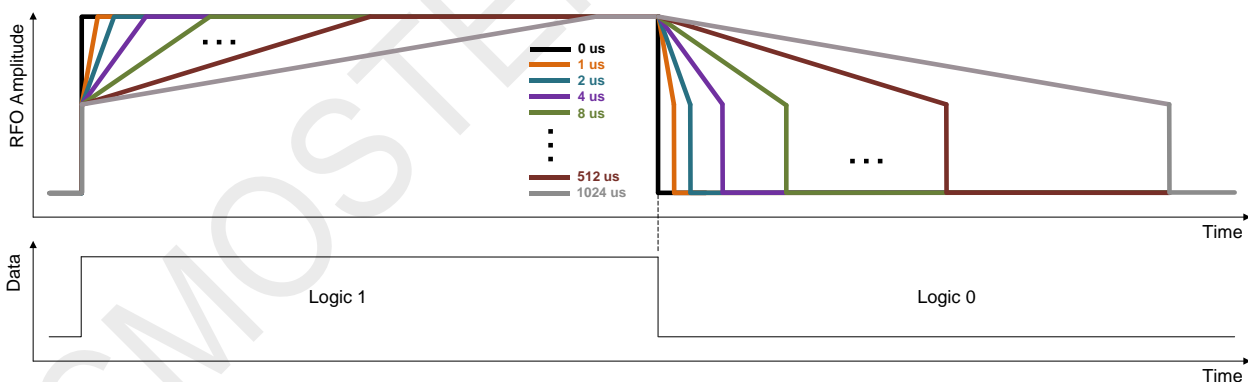 RFO Amplitude
0 us
1 us
2 us
4 us
8 us
512 us
1024 us
Time
Data
Logic 1
Logic 0
Time
CMOSTE